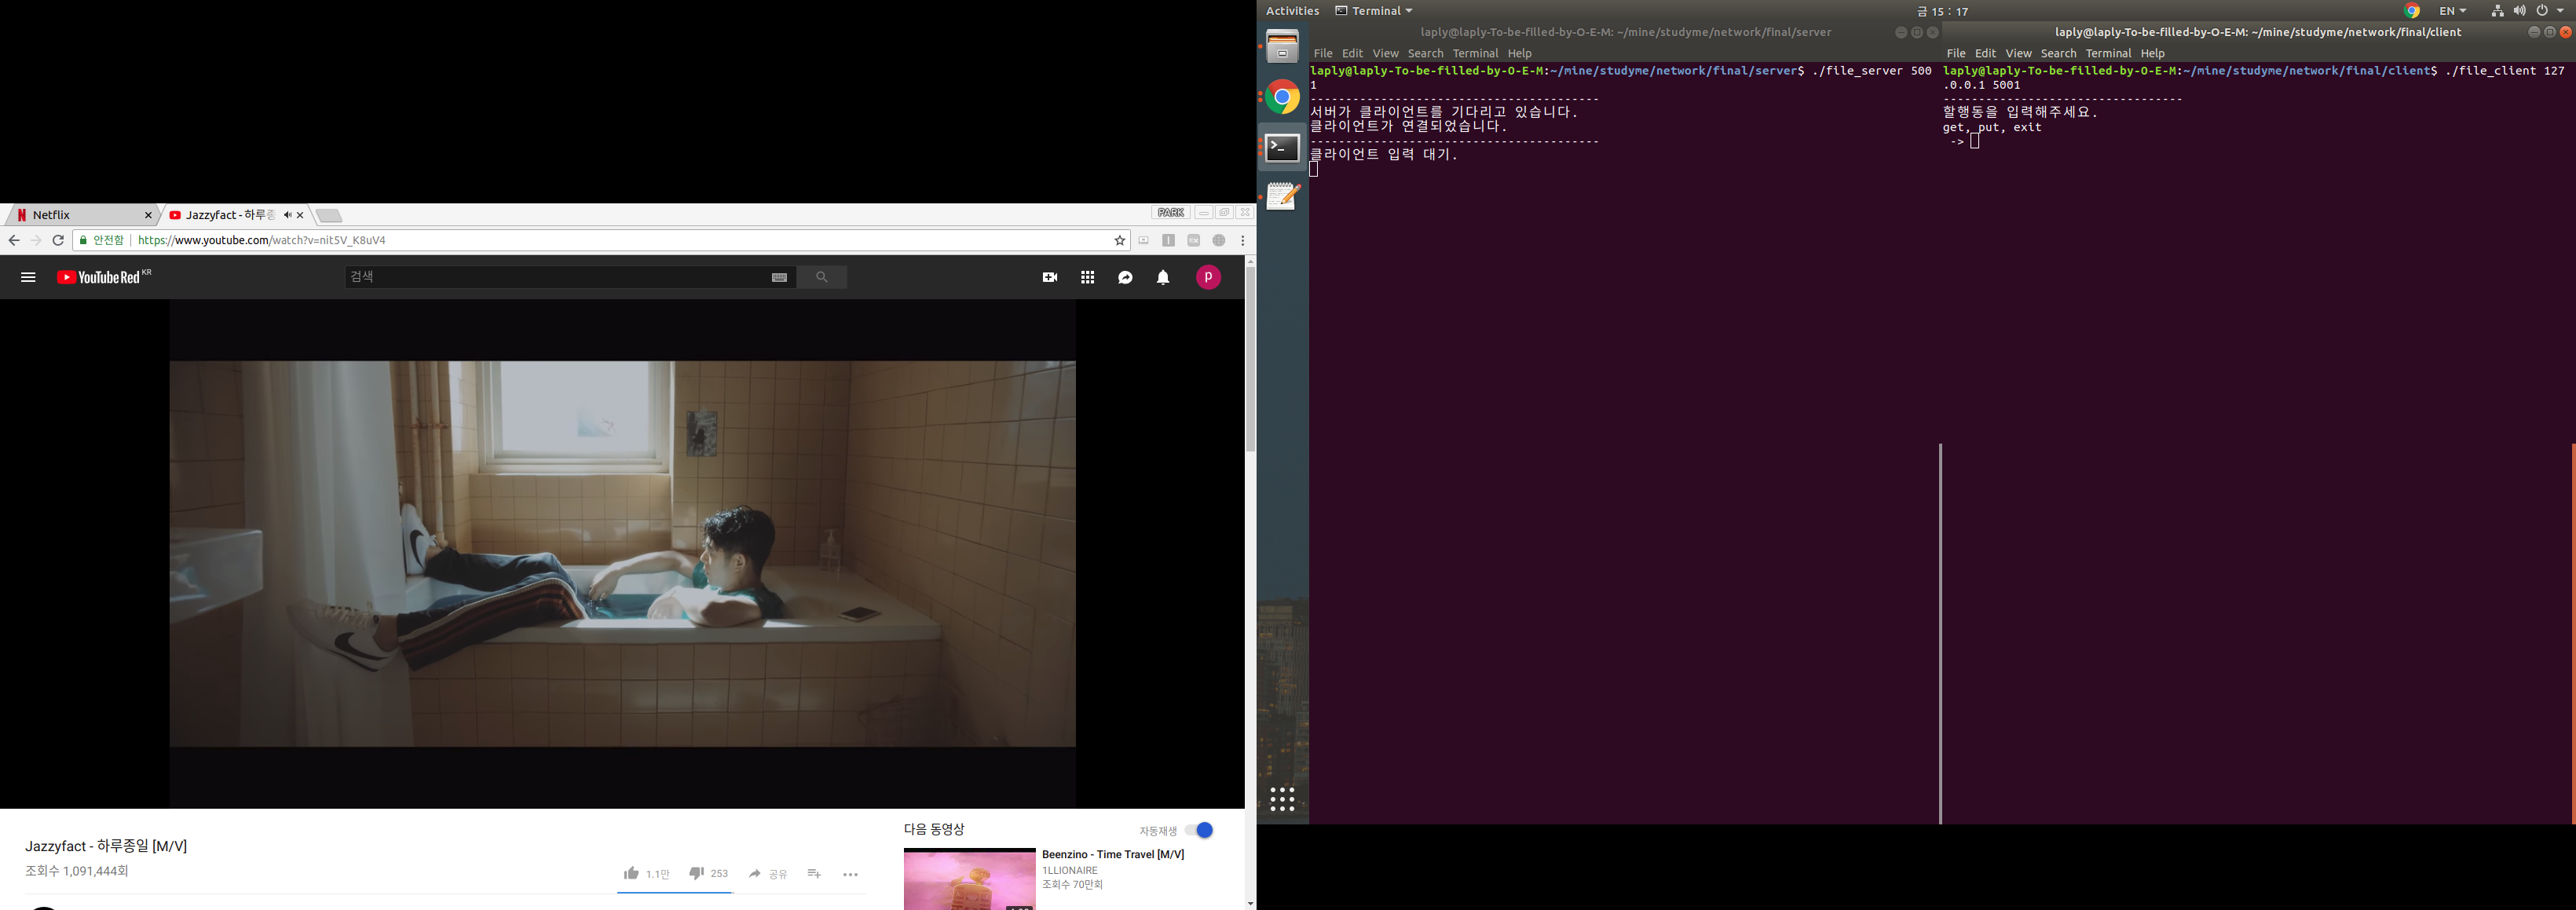 Netflix
Jazzyfact - 하루종
PARK
안전함
https://www.youtube.com/watch?v=nit5V_K8uV4
YouTube Red KR
검색
p
Jazzyfact - 하루종일 [M/V]
조회수 1,091,444회
1.1만
253
공유
다음 동영상
자동재생
Beenzino - Time Travel [M/V]
1LLIONAIRE
조회수 70만회
Activities
Terminal
금 15 : 17
EN
laply@laply-To-be-filled-by-O-E-M: ~/mine/studyme/network/final/server
File Edit View Search Terminal Help
laply@laply-To-be-filled-by-O-E-M:~/mine/studyme/network/final/server$ ./file_server 500
1
-----------------------------------------
서버가 클라이언트를 기다리고 있습니다.
클라이언트가 연결되었습니다.
-----------------------------------------
클라이언트 입력 대기.
laply@laply-To-be-filled-by-O-E-M: ~/mine/studyme/network/final/client
File Edit View Search Terminal Help
laply@laply-To-be-filled-by-O-E-M:~/mine/studyme/network/final/client$ ./file_client 127
.0.0.1 5001
----------------------------------
할행동을 입력해주세요.
get, put, exit
->